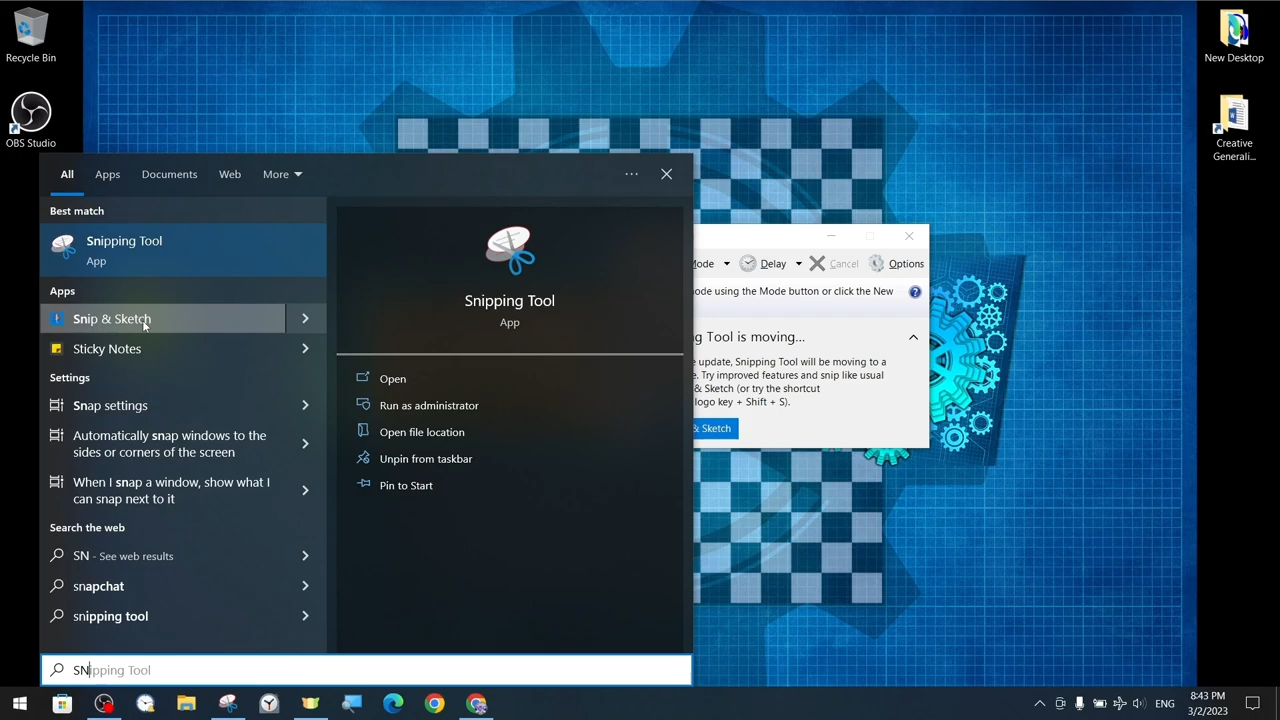 Recycle Bin
OBS Studio
New Desktop
Creative
Generali...
All
Apps
Documents
Web
More
Best match
Snipping Tool
App
Apps
Snip & Sketch
Sticky Notes
Settings
Snap settings
Automatically snap windows to the
sides or corners of the screen
When I snap a window, show what I
can snap next to it
Search the web
SN - See web results
snapchat
snipping tool
SNipping Tool
Snipping Tool
App
Open
Run as administrator
Open file location
Unpin from taskbar
Pin to Start
Mode
Delay
Cancel
Options
ode using the Mode button or click the New
g Tool is moving...
e update, Snipping Tool will be moving to a
e. Try improved features and snip like usual
& Sketch (or try the shortcut
logo key + Shift + S).
& Sketch
ENG
8:43 PM
3/2/2023